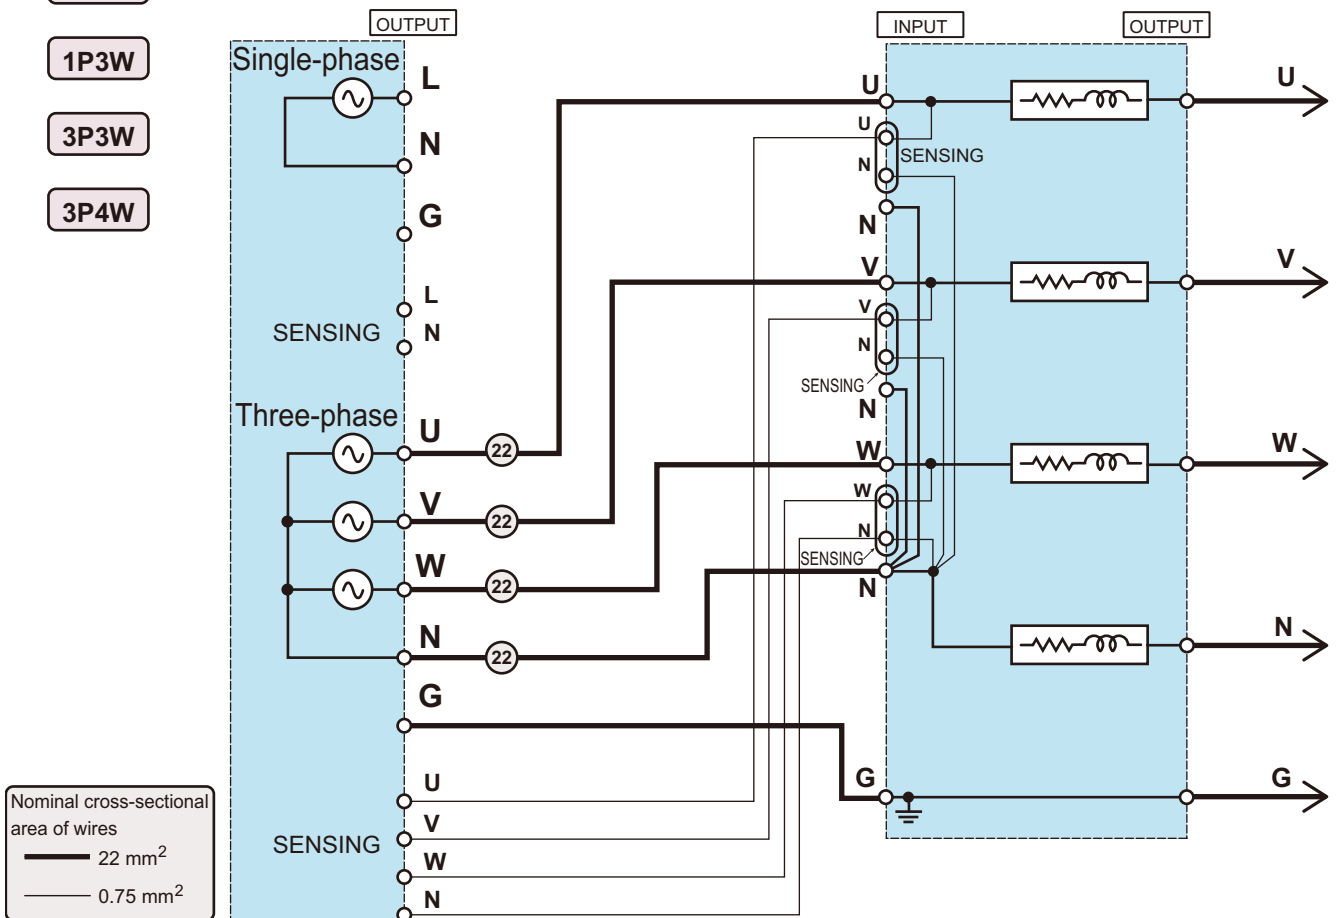 OUTPUT
INPUT
OUTPUT
1P3W
3P3W
3P4W
Single-phase
L
N
G
L
SENSING
N
Three-phase
U
22
V
22
W
22
N
22
G
U
V
SENSING
W
N
U
U
SENSING
N
N
V
V
N
SENSING
N
W
W
N
SENSING
N
G
U
V
W
N
G
Nominal cross-sectional
area of wires
22 mm²
0.75 mm²